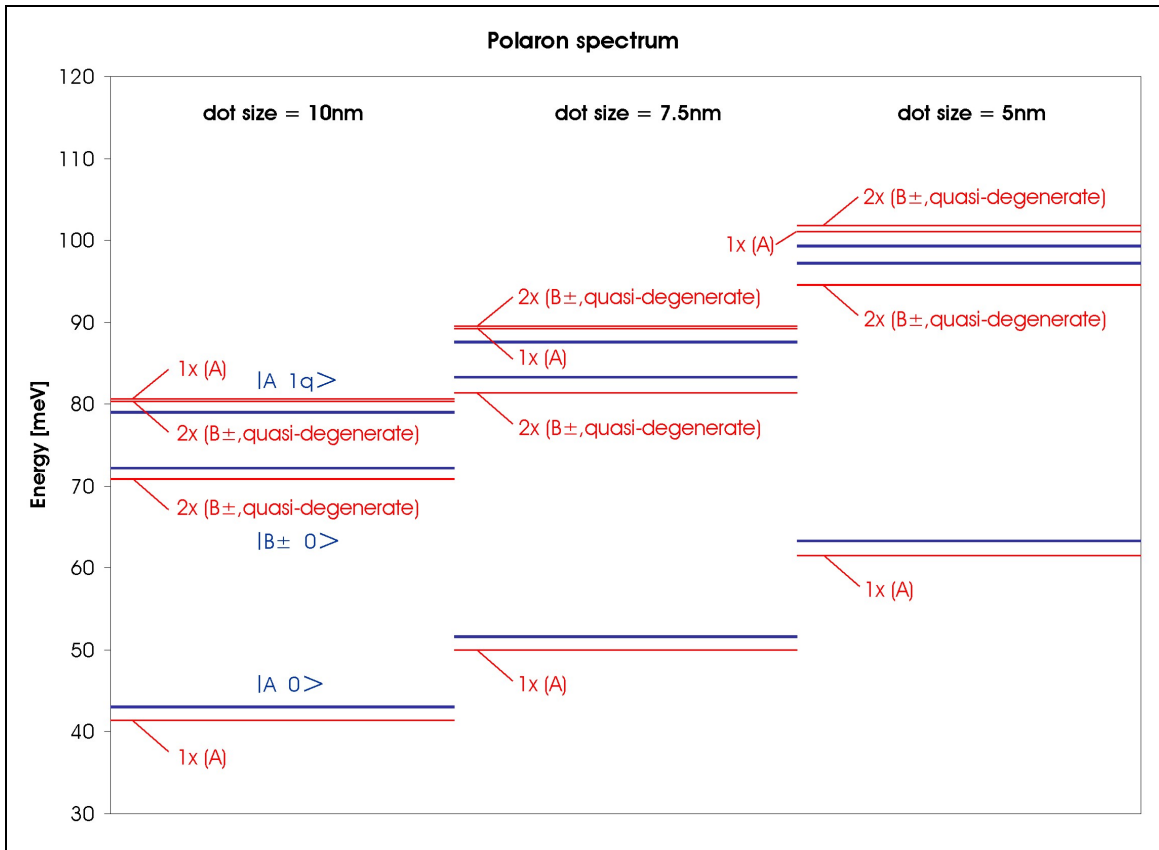 Polaron spectrum
dot size = 10nm
dot size = 7.5nm
dot size = 5nm
Energy [meV]
120
110
100
90
80
70
60
50
40
30
1x (A)
|A 1q>
2x (B±,quasi-degenerate)
2x (B±,quasi-degenerate)
|B± 0>
|A 0>
1x (A)
2x (B±,quasi-degenerate)
1x (A)
2x (B±,quasi-degenerate)
1x (A)
2x (B±,quasi-degenerate)
1x (A)
2x (B±,quasi-degenerate)
1x (A)